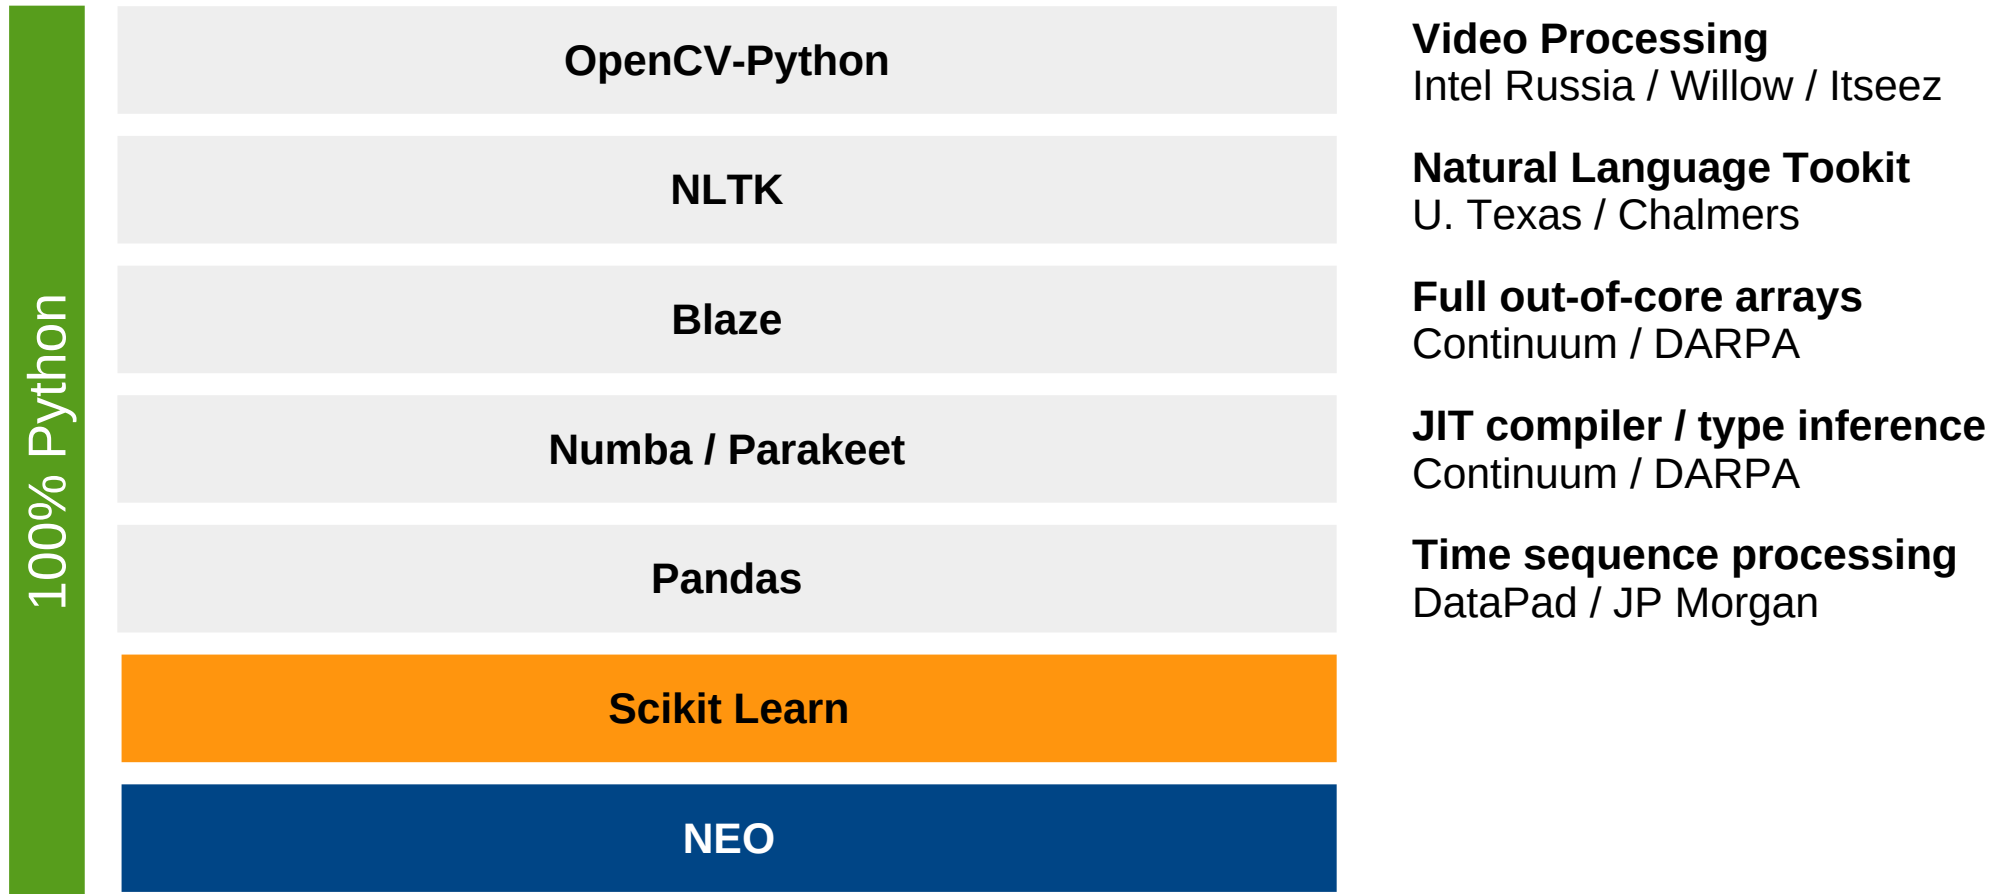 100% Python
OpenCV-Python
Video Processing
Intel Russia / Willow / Itseez
NLTK
Natural Language Tookit
U. Texas / Chalmers
Blaze
Full out-of-core arrays
Continuum / DARPA
Numba / Parakeet
JIT compiler / type inference
Continuum / DARPA
Pandas
Time sequence processing
DataPad / JP Morgan
Scikit Learn
NEO